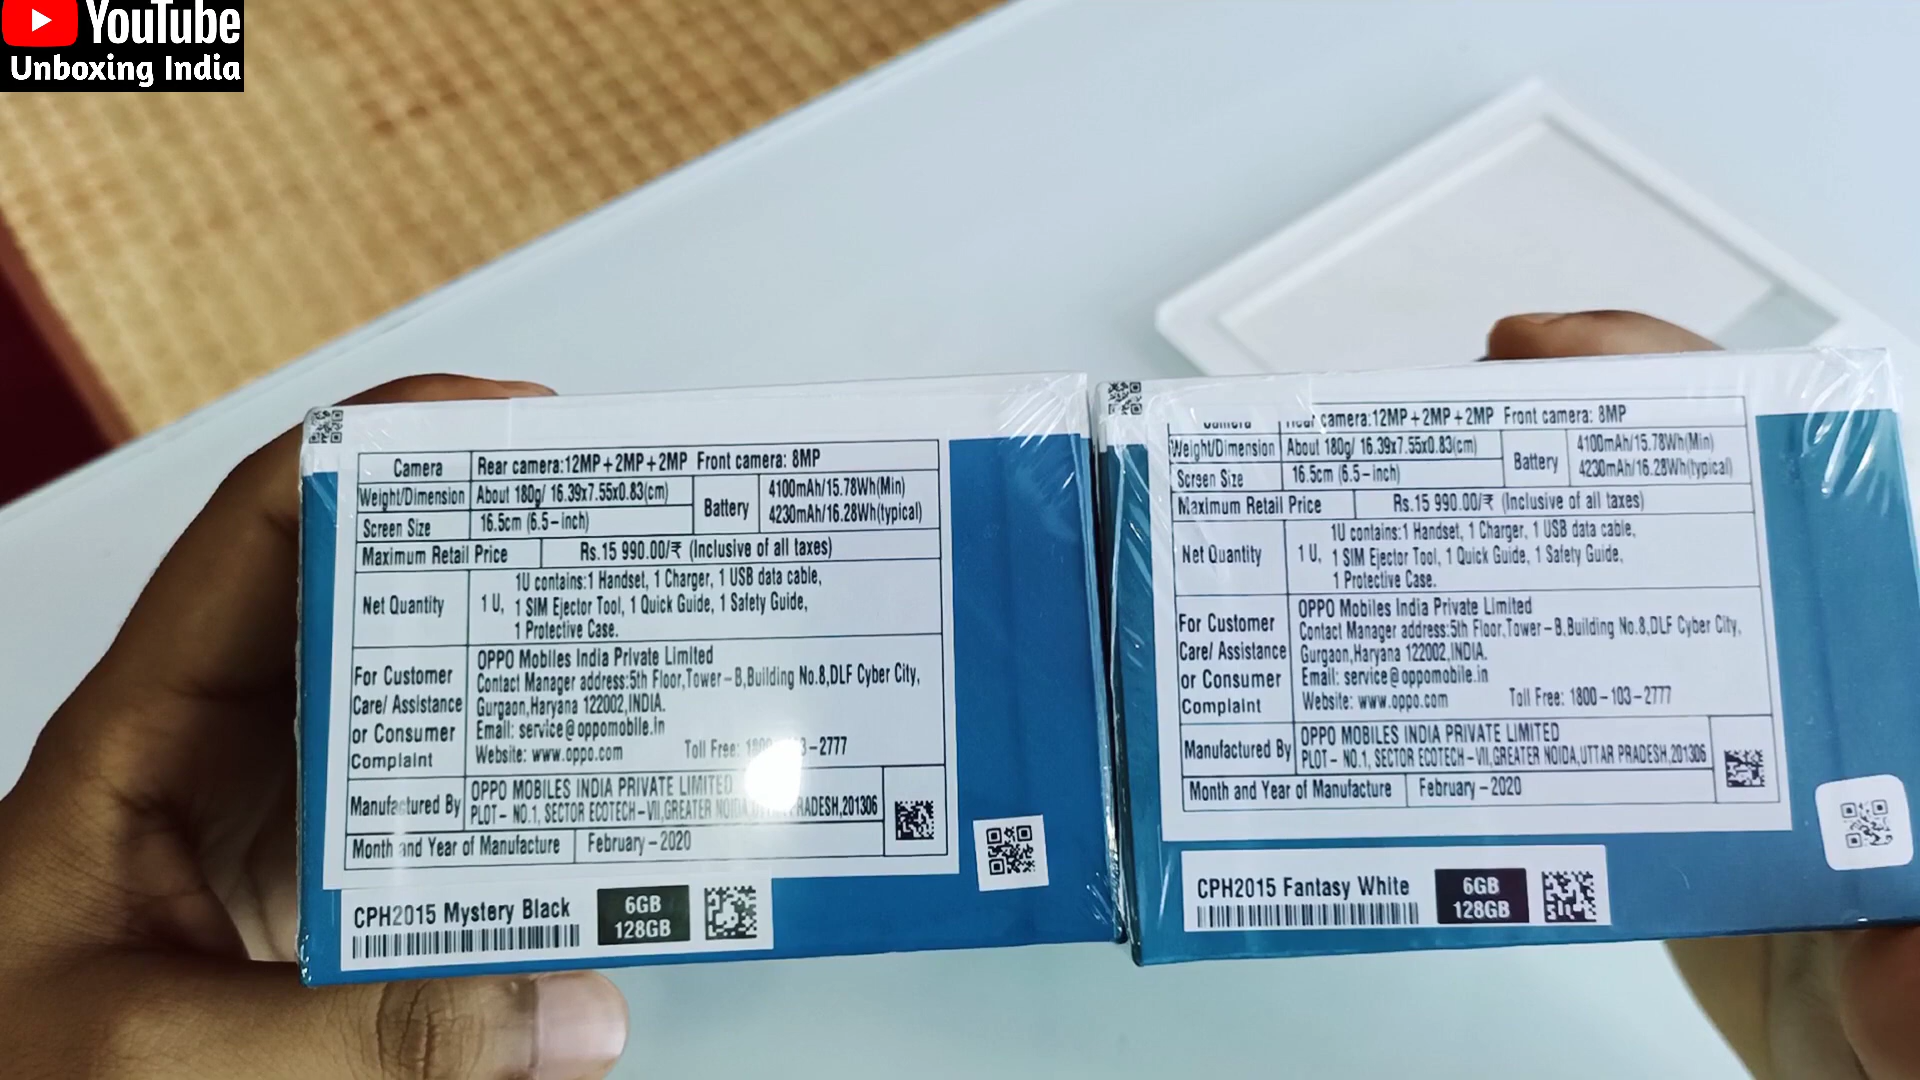 YouTube
Unboxing India
Camera Rear camera:12MP+2MP+2MP Front camera: 8MP
Weight/Dimension About 180g/ 16.39x7.55x0.83(cm)
Screen Size 16.5cm (6.5-inch)
Battery 4100mAh/15.78Wh(Min)
4230mAh/16.28Wh(typical)
Maximum Retail Price Rs.15 990.00/₹ (Inclusive of all taxes)
Net Quantity 1 U, 1U contains:1 Handset, 1 Charger, 1 USB data cable,
1 SIM Ejector Tool, 1 Quick Guide, 1 Safety Guide,
1 Protective Case.
For Customer
Care/ Assistance
or Consumer
Complaint
OPPO Mobiles India Private Limited
Contact Manager address:5th Floor,Tower-B,Building No.8,DLF Cyber City,
Gurgaon,Haryana 122002,INDIA.
Email: service@oppomobile.in
Website: www.oppo.com Toll Free: 3-2777
Manufactured By OPPO MOBILES INDIA PRIVATE LIMITED
PLOT- NO.1, SECTOR ECOTECH-VII,GREATER NOIDA,
Month and Year of Manufacture February-2020
CPH2015 Mystery Black 6GB
128GB
camera:12MP+2MP+2MP Front camera: 8MP
Weight/Dimension About 180g/ 16.39x7.55x0.83(cm)
Screen Size 16.5cm (6.5-inch)
Battery 4100mAh/15.78Wh(Min)
4230mAh/16.28Wh(typical)
Maximum Retail Price Rs.15 990.00/₹ (Inclusive of all taxes)
Net Quantity 1 U, 1U contains:1 Handset, 1 Charger, 1 USB data cable,
1 SIM Ejector Tool, 1 Quick Guide, 1 Safety Guide,
1 Protective Case.
For Customer
Care/ Assistance
or Consumer
Complaint
OPPO Mobiles India Private Limited
Contact Manager address:5th Floor,Tower-B,Building No.8,DLF Cyber City,
Gurgaon,Haryana 122002,INDIA.
Email: service@oppomobile.in
Website: www.oppo.com Toll Free: 1800-103-2777
Manufactured By OPPO MOBILES INDIA PRIVATE LIMITED
PLOT- NO.1, SECTOR ECOTECH-VII,GREATER NOIDA,UTTAR PRADESH,201306
Month and Year of Manufacture February-2020
CPH2015 Fantasy White 6GB
128GB